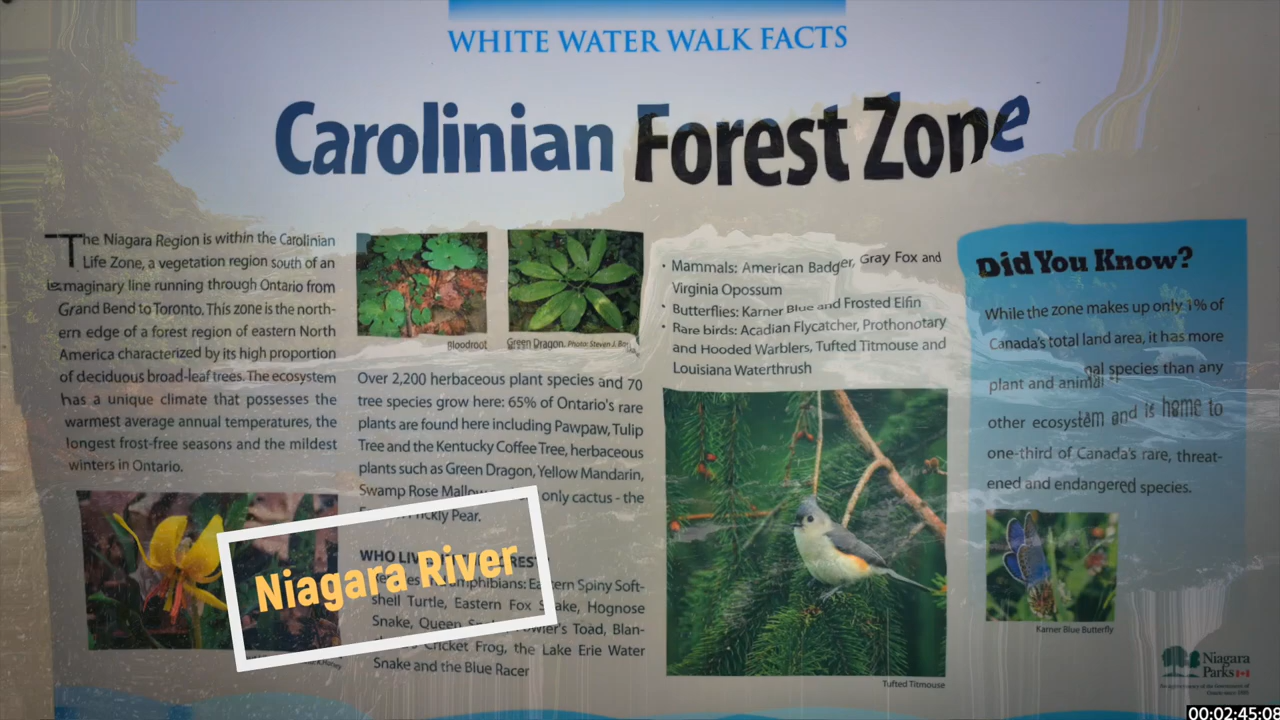 WHITE WATER WALK FACTS
Carolinian Forest Zone
The Niagara Region is within the Carolinian
Life Zone, a vegetation region south of an
imaginary line running through Ontario from
Grand Bend to Toronto. This zone is the north-
ern edge of a forest region of eastern North
America characterized by its high proportion
of deciduous broad-leaf trees. The ecosystem
has a unique climate that possesses the
warmest average annual temperatures, the
longest frost-free seasons and the mildest
winters in Ontario.
Bloodroot
Green Dragon. Photo: Steven J.
Over 2,200 herbaceous plant species and 70
tree species grow here: 65% of Ontario's rare
plants are found here including Pawpaw, Tulip
Tree and the Kentucky Coffee Tree, herbaceous
plants such as Green Dragon, Yellow Mandarin,
Swamp Rose Mallow only cactus - the
Prickly Pear.
WHO
Eastern Spiny Soft-
shell Turtle, Eastern Fox Snake, Hognose
Snake, Queen Fowler's Toad, Blan-
Cricket Frog, the Lake Erie Water
Snake and the Blue Racer
Niagara River
• Mammals: American Badger, Gray Fox and
Virginia Opossum
• Butterflies: Karner Blue and Frosted Elfin
• Rare birds: Acadian Flycatcher, Prothonotary
and Hooded Warblers, Tufted Titmouse and
Louisiana Waterthrush
Tufted Titmouse
Did You Know?
While the zone makes up only 1% of
Canada's total land area, it has more
plant and animal species than any
other ecosystem and is home to
one-third of Canada's rare, threat-
ened and endangered species.
Karner Blue Butterfly
Niagara
Parks
00:02:45:08